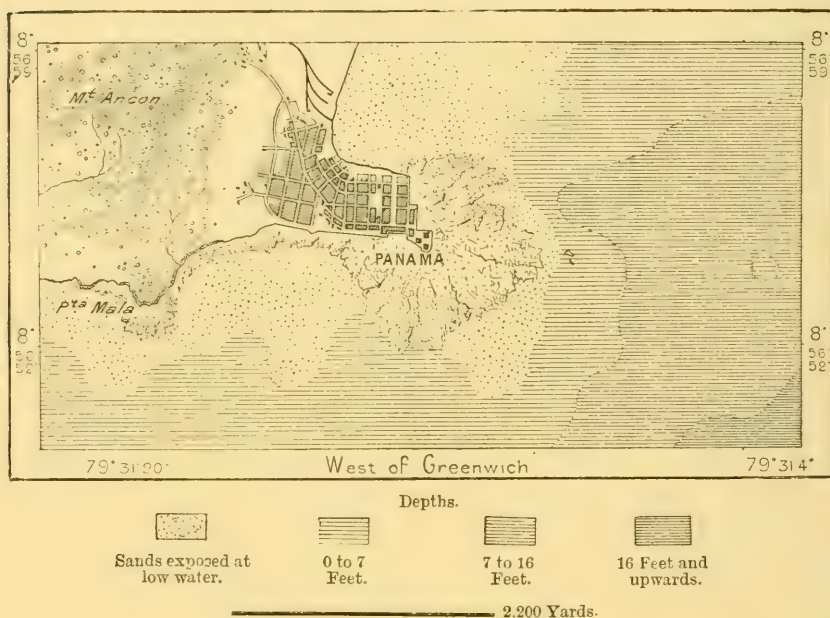 8° 8°
56' 56'
59" 59"
Mt Ancon
PANAMA
pta Mala
8° 8°
56' 56'
52" 52"
79°31'20" West of Greenwich 79°314'
Depths.
Sands exposed at
low water.
0 to 7
Feet.
7 to 16
Feet.
16 Feet and
upwards.
2,200 Yards.